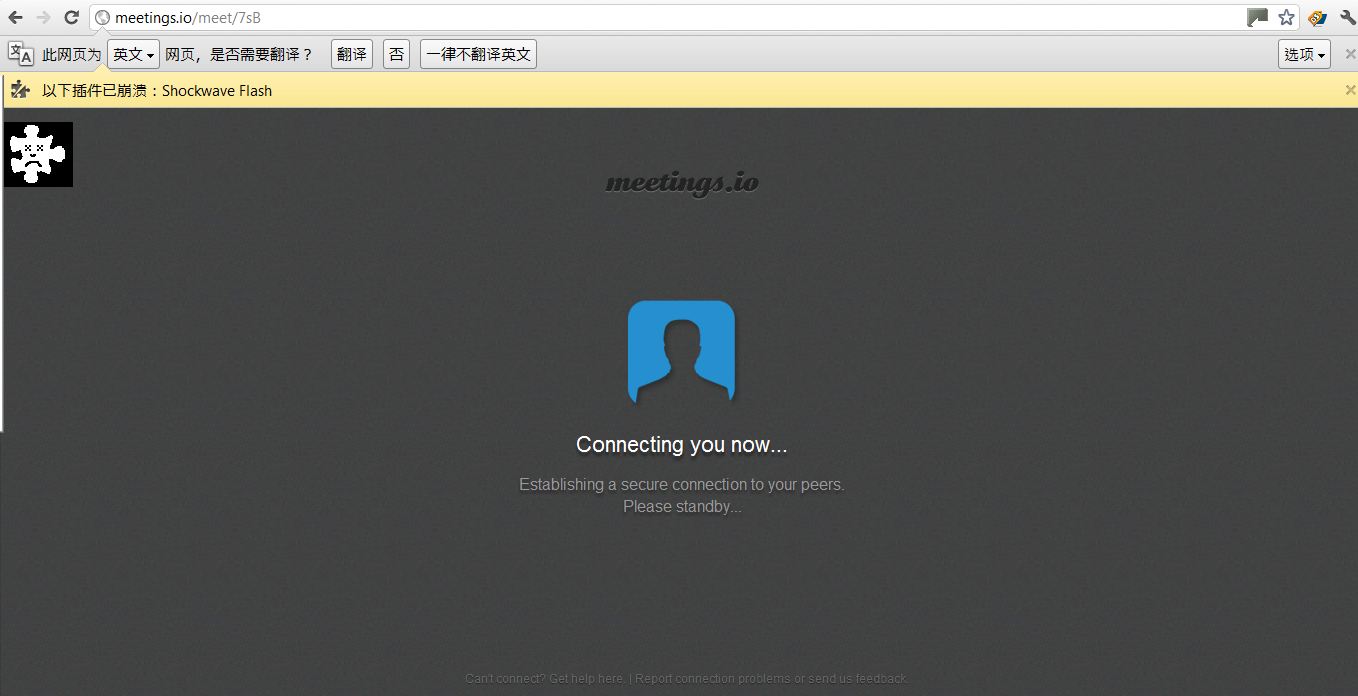 meetings.io/meet/7sB
此网页为 英文 网页，是否需要翻译？ 翻译 否 一律不翻译英文 选项
以下插件已崩溃：Shockwave Flash
meetings.io
Connecting you now...
Establishing a secure connection to your peers.
Please standby...
Can't connect? Get help here. | Report connection problems or send us feedback.